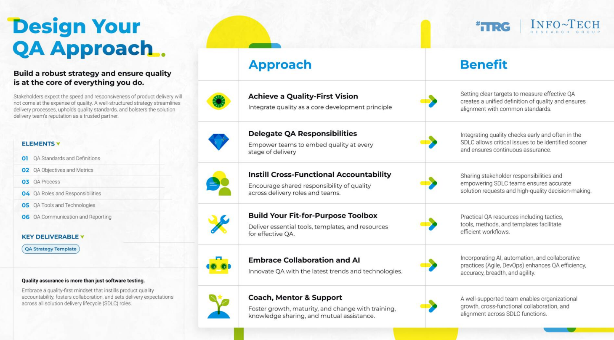 Design Your
QA Approach
Build a robust strategy and ensure quality
is at the core of everything you do.
Stakeholders expect the speed and responsiveness of product delivery will
not come at the expense of quality. A well-structured strategy streamlines
delivery processes, upholds quality standards, and bolsters the solution
delivery team's reputation as a trusted partner.
ELEMENTS
01 QA Standards and Definitions
02 QA Objectives and Metrics
03 QA Process
04 QA Roles and Responsibilities
05 QA Tools and Technologies
06 QA Communication and Reporting
KEY DELIVERABLE
QA Strategy Template
Quality assurance is more than just software testing.
Embrace a quality-first mindset that instills product quality
accountability, fosters collaboration, and sets delivery expectations
across all solution delivery lifecycle (SDLC) roles.
ITRG
INFO~TECH
RESEARCH GROUP
Approach
Benefit
Achieve a Quality-First Vision
Integrate quality as a core development principle
Setting clear targets to measure effective QA
creates a unified definition of quality and ensures
alignment with common standards.
Delegate QA Responsibilities
Empower teams to embed quality at every
stage of delivery
Integrating quality checks early and often in the
SDLC allows critical issues to be identified sooner
and ensures continuous assurance.
Instill Cross-Functional Accountability
Encourage shared responsibility of quality
across delivery roles and teams.
Sharing stakeholder responsibilities and
empowering SDLC teams ensures accurate
solution requests and high-quality decision-making.
Build Your Fit-for-Purpose Toolbox
Deliver essential tools, templates, and resources
for effective QA.
Practical QA resources including tactics,
tools, methods, and templates facilitate
efficient workflows.
Embrace Collaboration and AI
Innovate QA with the latest trends and technologies.
Incorporating AI, automation, and collaborative
practices (Agile, DevOps) enhances QA efficiency,
accuracy, breadth, and agility.
Coach, Mentor & Support
Foster growth, maturity, and change with training,
knowledge sharing, and mutual assistance.
A well-supported team enables organizational
growth, cross-functional collaboration, and
alignment across SDLC functions.